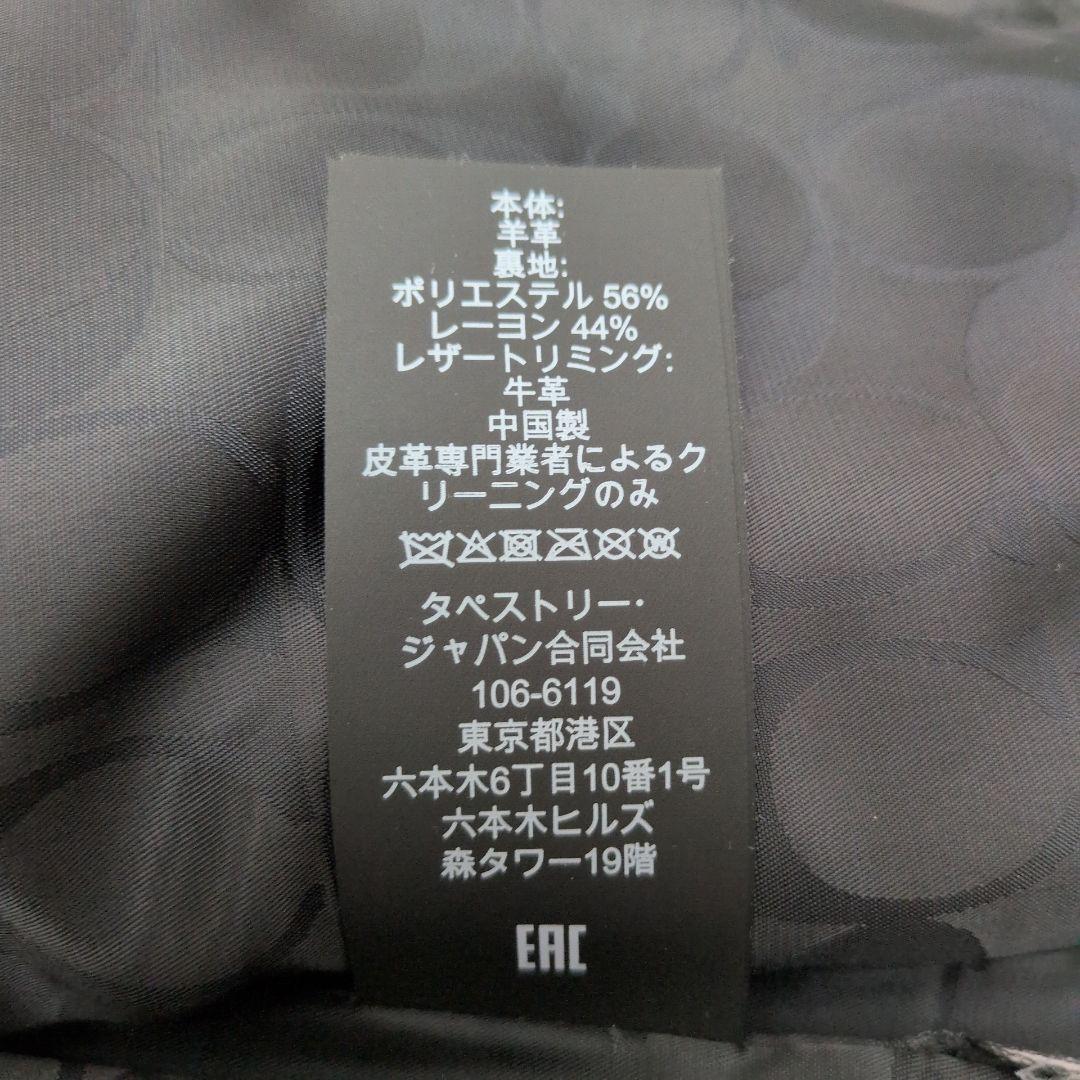 本体:
羊革
裏地:
ポリエステル 56%
レーヨン 44%
レザートリミング:
牛革
中国製
皮革専門業者によるク
リーニングのみ
タペストリー・
ジャパン合同会社
106-6119
東京都港区
六本木6丁目10番1号
六本木ヒルズ
森タワー19階
EAC